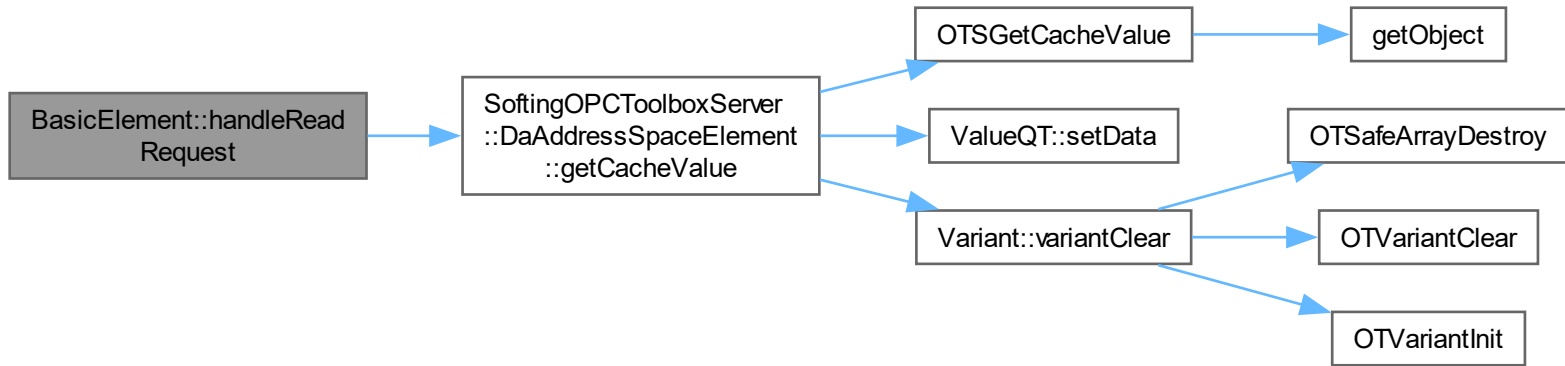 BasicElement::handleRead
Request
SoftingOPCToolboxServer
::DaAddressSpaceElement
::getCacheValue
OTSGetCacheValue
getObject
ValueQT::setData
Variant::variantClear
OTSafeArrayDestroy
OTVariantClear
OTVariantInit